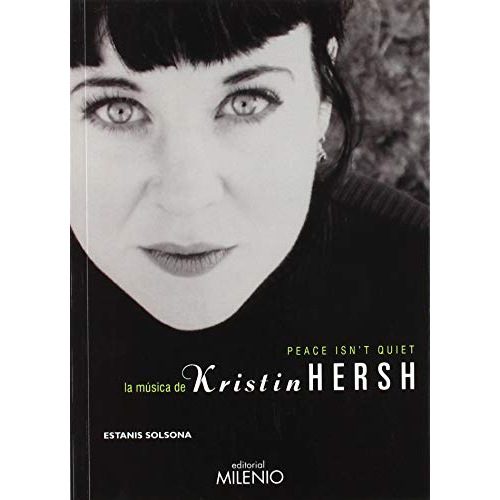 PEACE ISN'T QUIET
la música de Kristin HERSH
ESTANIS SOLSONA
editorial
MILENIO